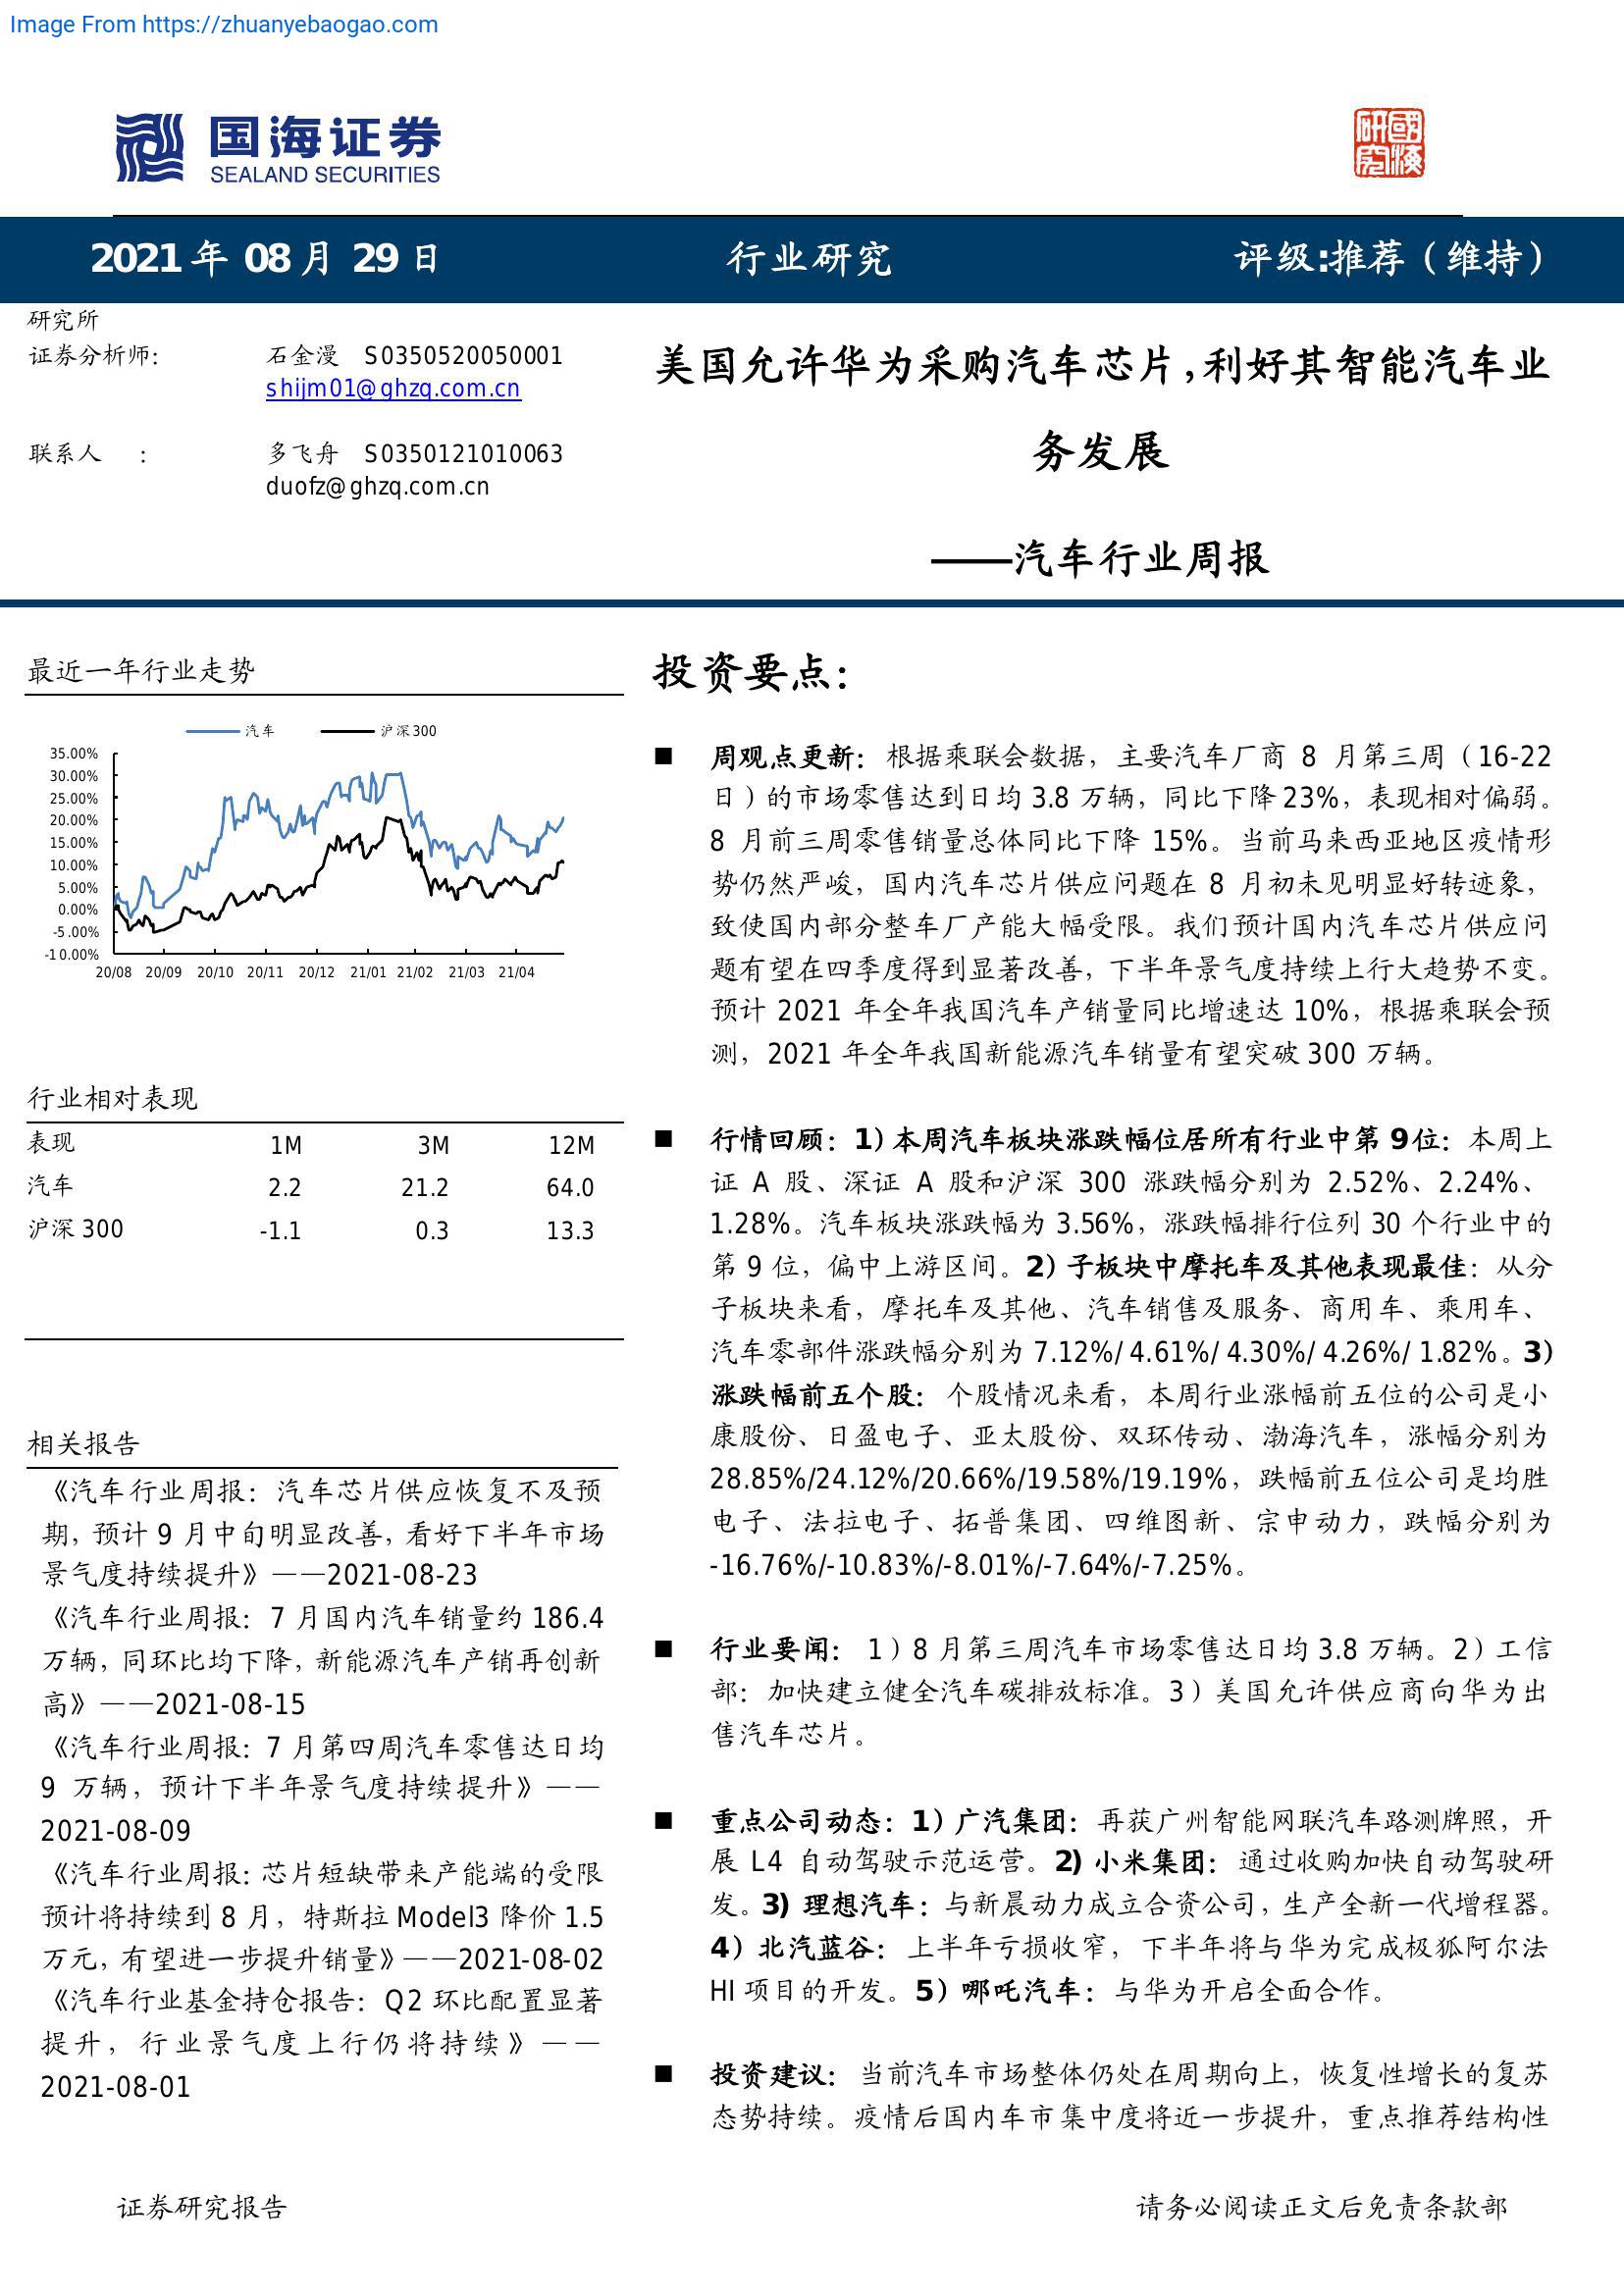 Image From https://zhuanyebaogao.com
国海证券
SEALAND SECURITIES
研國
究海
2021 年 08 月 29 日
行业研究
评级:推荐（维持）
研究所
证券分析师:
石金漫 S0350520050001
shijm01@ghzq.com.cn
联系人 :
多飞舟 S0350121010063
duofz@ghzq.com.cn
美国允许华为采购汽车芯片,利好其智能汽车业
务发展
——汽车行业周报
最近一年行业走势
汽车 沪深300
35.00%
30.00%
25.00%
20.00%
15.00%
10.00%
5.00%
0.00%
-5.00%
-10.00%
20/08 20/09 20/10 20/11 20/12 21/01 21/02 21/03 21/04
行业相对表现
表现 1M 3M 12M
汽车 2.2 21.2 64.0
沪深 300 -1.1 0.3 13.3
相关报告
《汽车行业周报：汽车芯片供应恢复不及预
期,预计 9 月中旬明显改善,看好下半年市场
景气度持续提升》——2021-08-23
《汽车行业周报：7 月国内汽车销量约 186.4
万辆,同环比均下降,新能源汽车产销再创新
高》——2021-08-15
《汽车行业周报：7 月第四周汽车零售达日均
9 万辆，预计下半年景气度持续提升》——
2021-08-09
《汽车行业周报：芯片短缺带来产能端的受限
预计将持续到 8 月，特斯拉 Model3 降价 1.5
万元,有望进一步提升销量》——2021-08-02
《汽车行业基金持仓报告：Q2 环比配置显著
提升，行业景气度上行仍将持续》——
2021-08-01
投资要点：
■ 周观点更新：根据乘联会数据，主要汽车厂商 8 月第三周（16-22
日）的市场零售达到日均 3.8 万辆，同比下降 23%，表现相对偏弱。
8 月前三周零售销量总体同比下降 15%。当前马来西亚地区疫情形
势仍然严峻，国内汽车芯片供应问题在 8 月初未见明显好转迹象，
致使国内部分整车厂产能大幅受限。我们预计国内汽车芯片供应问
题有望在四季度得到显著改善，下半年景气度持续上行大趋势不变。
预计 2021 年全年我国汽车产销量同比增速达 10%，根据乘联会预
测，2021 年全年我国新能源汽车销量有望突破 300 万辆。
■ 行情回顾：1）本周汽车板块涨跌幅位居所有行业中第 9位：本周上
证 A 股、深证 A 股和沪深 300 涨跌幅分别为 2.52%、2.24%、
1.28%。汽车板块涨跌幅为 3.56%，涨跌幅排行位列 30 个行业中的
第 9 位，偏中上游区间。2）子板块中摩托车及其他表现最佳：从分
子板块来看，摩托车及其他、汽车销售及服务、商用车、乘用车、
汽车零部件涨跌幅分别为 7.12%/ 4.61%/ 4.30%/ 4.26%/ 1.82%。3）
涨跌幅前五个股：个股情况来看，本周行业涨幅前五位的公司是小
康股份、日盈电子、亚太股份、双环传动、渤海汽车，涨幅分别为
28.85%/24.12%/20.66%/19.58%/19.19%，跌幅前五位公司是均胜
电子、法拉电子、拓普集团、四维图新、宗申动力，跌幅分别为
-16.76%/-10.83%/-8.01%/-7.64%/-7.25%。
■ 行业要闻：1）8 月第三周汽车市场零售达日均 3.8 万辆。2）工信
部：加快建立健全汽车碳排放标准。3）美国允许供应商向华为出
售汽车芯片。
■ 重点公司动态：1）广汽集团：再获广州智能网联汽车路测牌照，开
展 L4 自动驾驶示范运营。2) 小米集团：通过收购加快自动驾驶研
发。3) 理想汽车：与新晨动力成立合资公司，生产全新一代增程器。
4）北汽蓝谷：上半年亏损收窄，下半年将与华为完成极狐阿尔法
HI 项目的开发。5）哪吒汽车：与华为开启全面合作。
■ 投资建议：当前汽车市场整体仍处在周期向上，恢复性增长的复苏
态势持续。疫情后国内车市集中度将近一步提升，重点推荐结构性
证券研究报告
请务必阅读正文后免责条款部